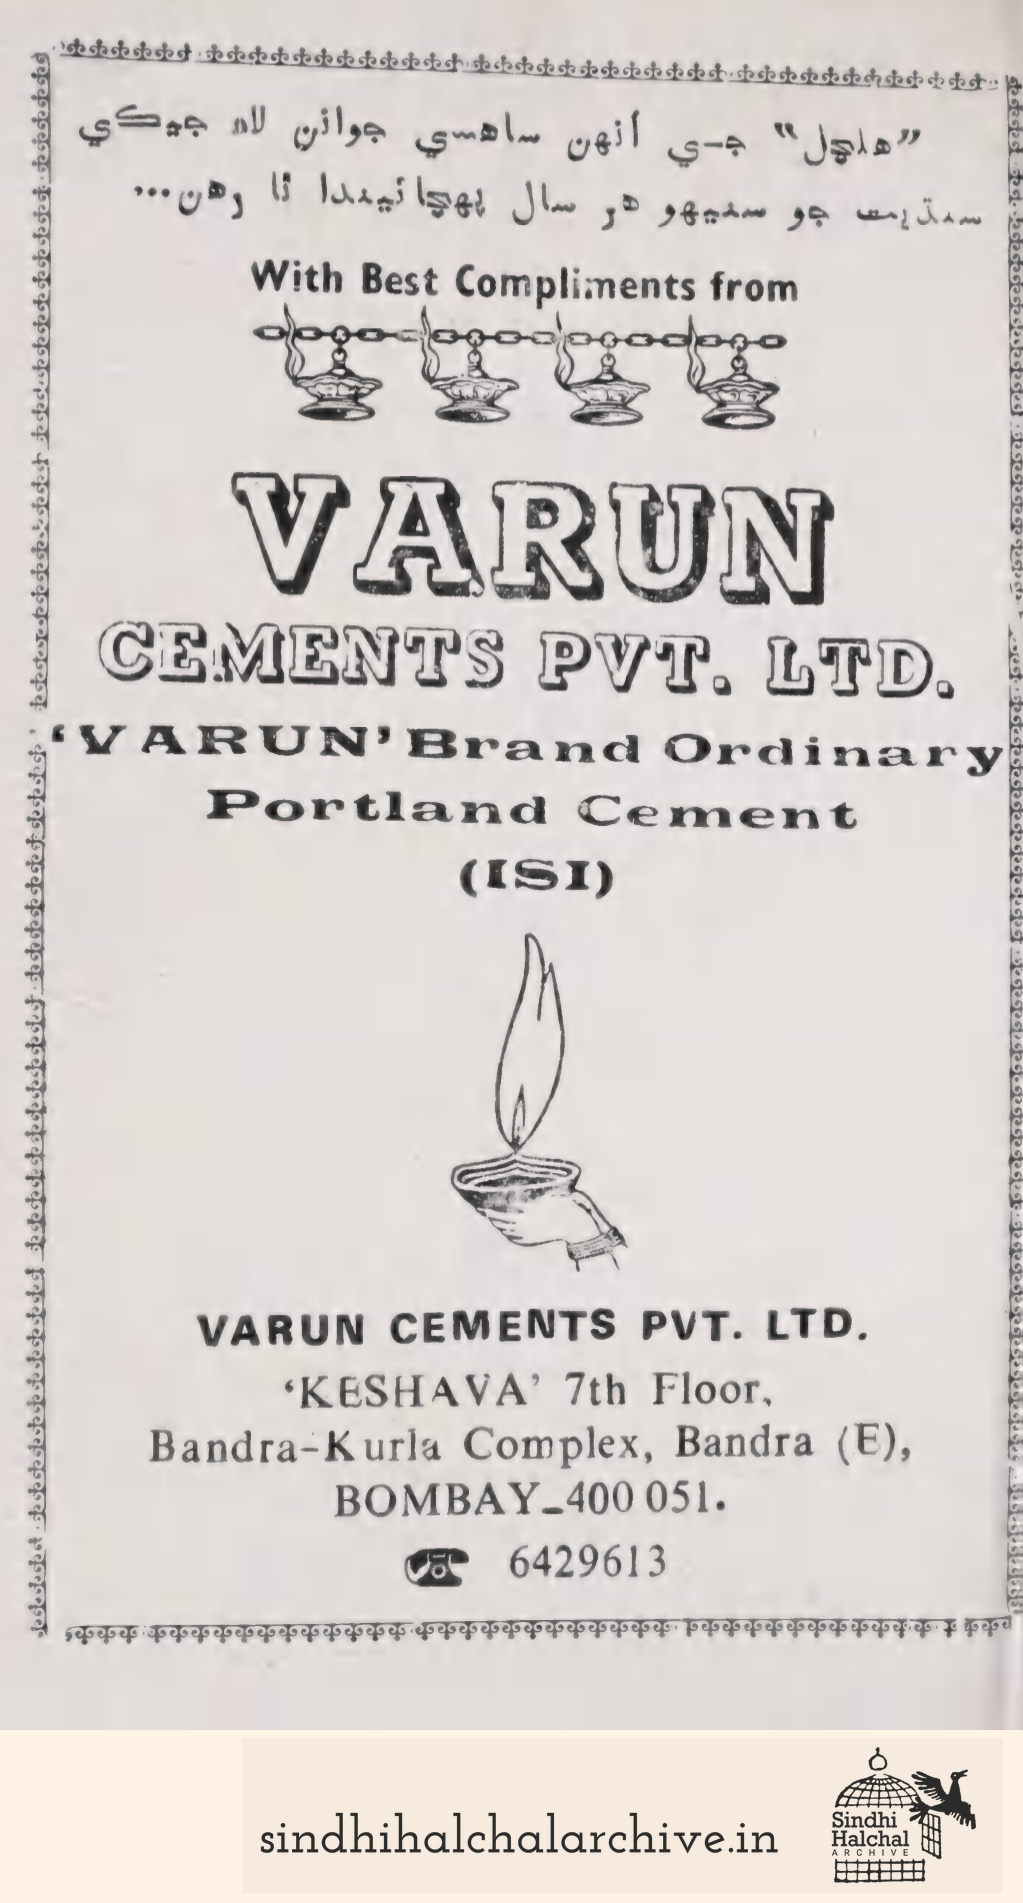 ”هلچل“ جي انهن ساهسي جوانن لاءِ جيڪي
سنڌيت جو سنيهو هر سال پهچائيندا ٿا رهن...
With Best Compliments from
VARUN
CEMENTS PVT. LTD.
‘VARUN’ Brand Ordinary
Portland Cement
(ISI)
VARUN CEMENTS PVT. LTD.
‘KESHAVA’ 7th Floor,
Bandra-Kurla Complex, Bandra (E),
BOMBAY-400 051.
☎ 6429613
sindhihalchalarchive.in
Sindhi
Halchal
ARCHIVE